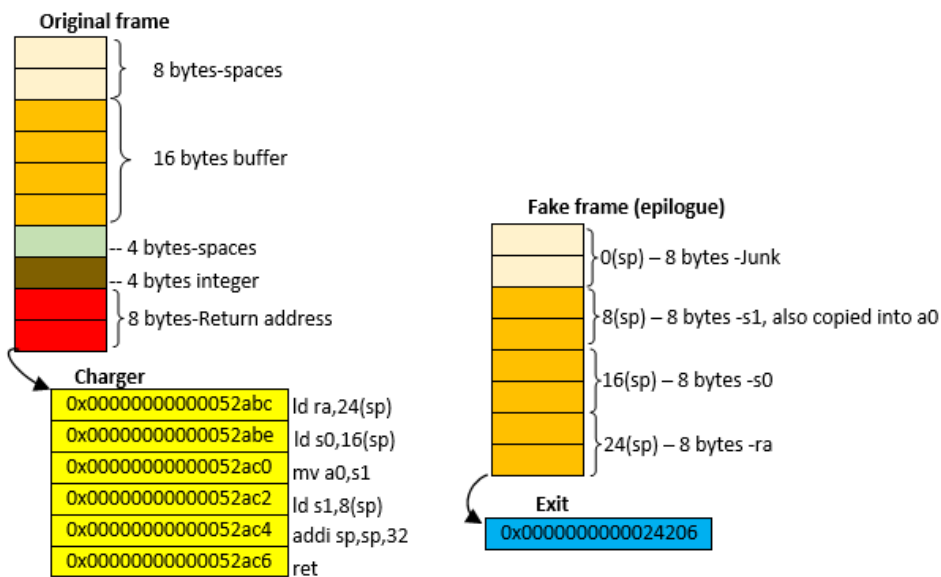 Original frame
8 bytes-spaces
16 bytes buffer
-- 4 bytes-spaces
-- 4 bytes integer
8 bytes-Return address
Charger
0x0000000000052abc ld ra,24(sp)
0x0000000000052abe ld s0,16(sp)
0x0000000000052ac0 mv a0,s1
0x0000000000052ac2 ld s1,8(sp)
0x0000000000052ac4 addi sp,sp,32
0x0000000000052ac6 ret
Fake frame (epilogue)
0(sp) – 8 bytes -Junk
8(sp) – 8 bytes -s1, also copied into a0
16(sp) – 8 bytes -s0
24(sp) – 8 bytes -ra
Exit
0x0000000000024206